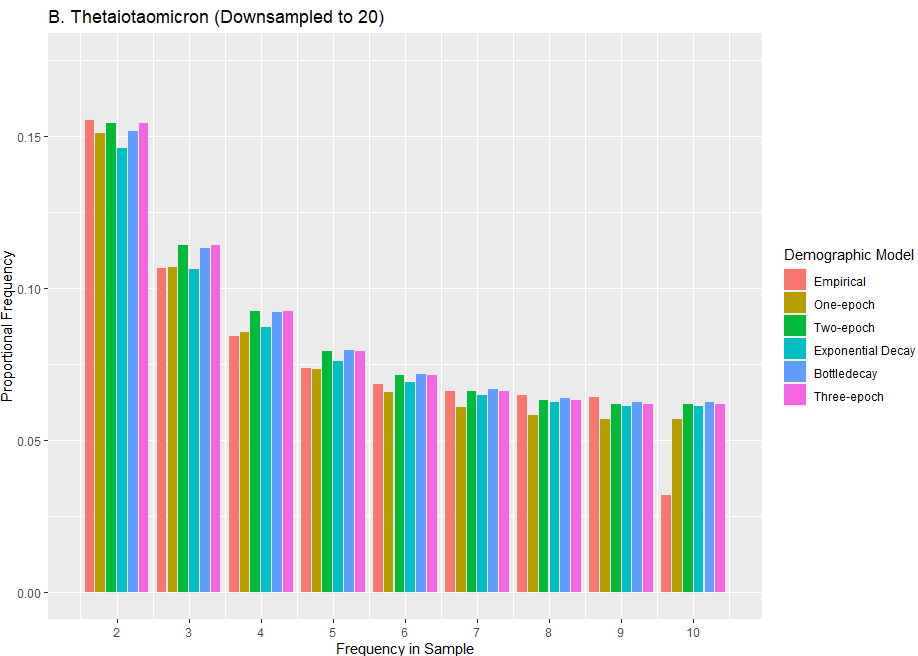 B. Thetaiotaomicron (Downsampled to 20)
Proportional Frequency
0.15
0.10
0.05
0.00
2 3 4 5 6 7 8 9 10
Frequency in Sample
Demographic Model
Empirical
One-epoch
Two-epoch
Exponential Decay
Bottledecay
Three-epoch